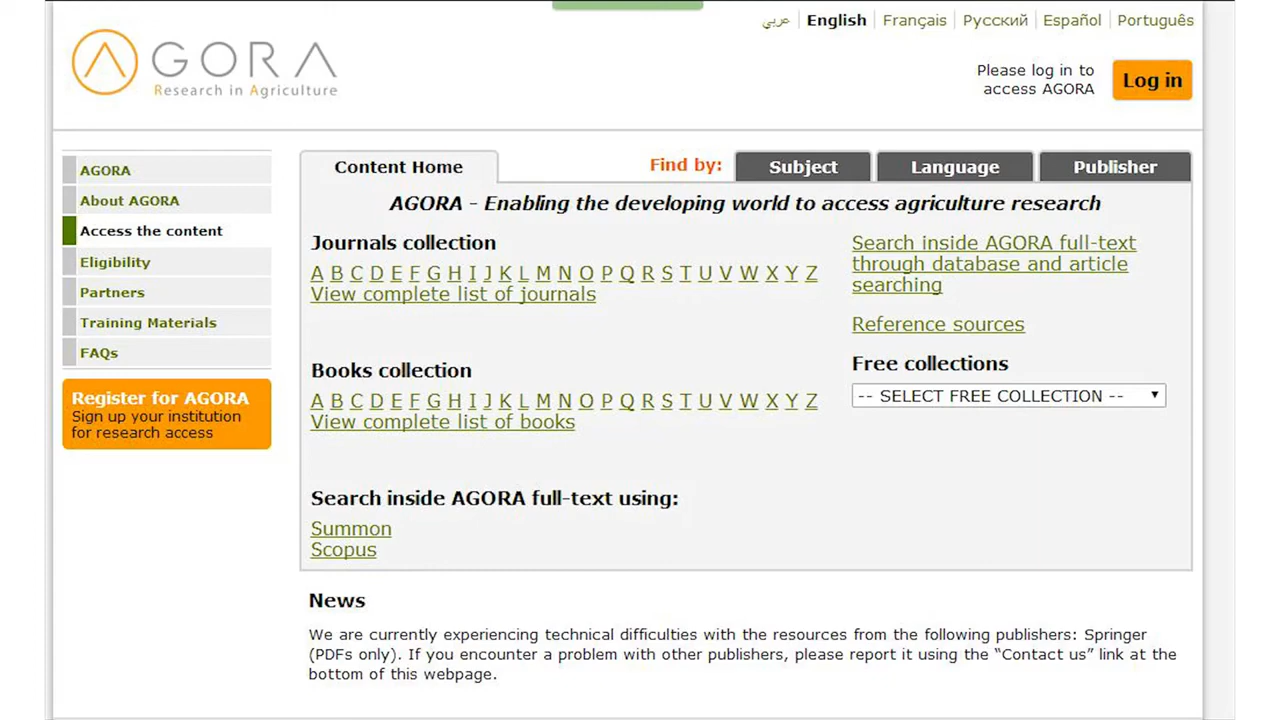 عربي English Français Русский Español Português
AGORA
Research in Agriculture
Please log in to
access AGORA
Log in
AGORA
About AGORA
Access the content
Eligibility
Partners
Training Materials
FAQs
Register for AGORA
Sign up your institution
for research access
Content Home Find by: Subject Language Publisher
AGORA - Enabling the developing world to access agriculture research
Journals collection
A B C D E F G H I J K L M N O P Q R S T U V W X Y Z
View complete list of journals
Books collection
A B C D E F G H I J K L M N O P Q R S T U V W X Y Z
View complete list of books
Search inside AGORA full-text using:
Summon
Scopus
Search inside AGORA full-text
through database and article
searching
Reference sources
Free collections
-- SELECT FREE COLLECTION --
News
We are currently experiencing technical difficulties with the resources from the following publishers: Springer
(PDFs only). If you encounter a problem with other publishers, please report it using the “Contact us” link at the
bottom of this webpage.